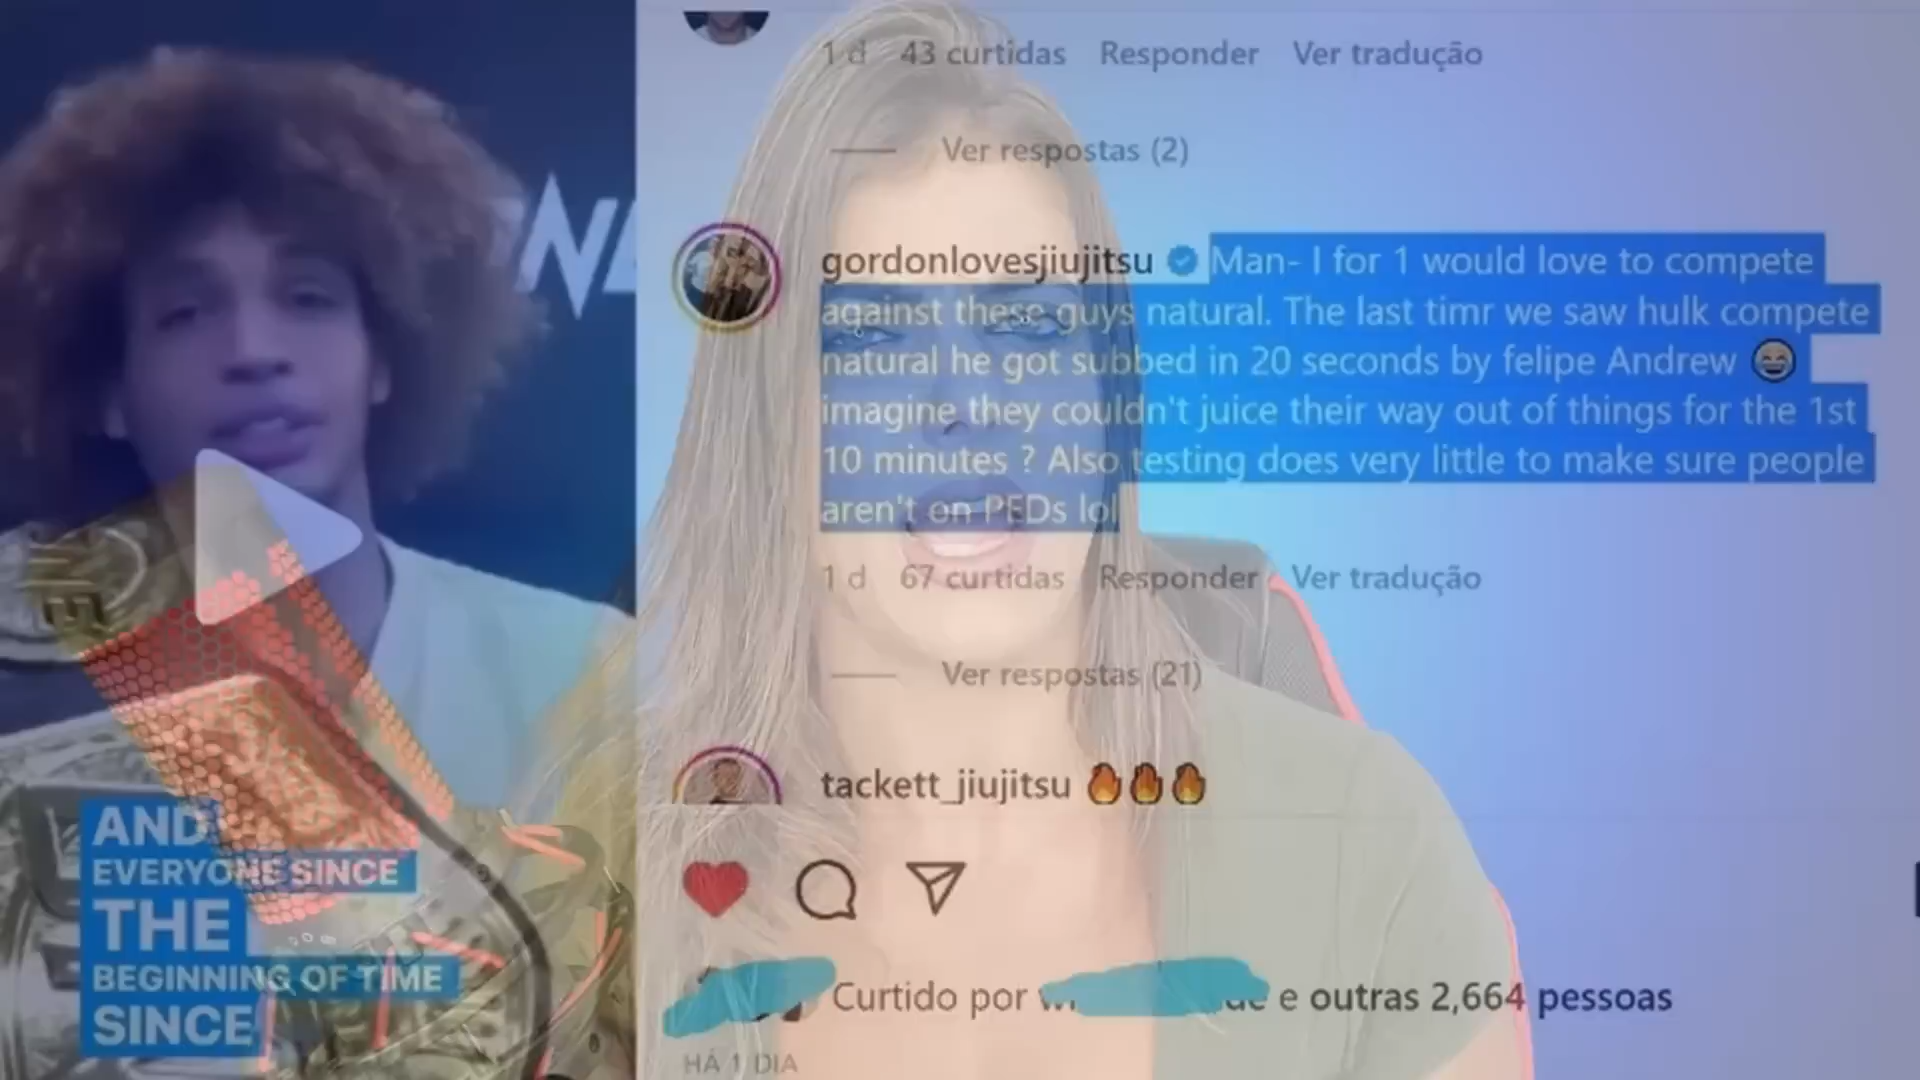 1 d 43 curtidas Responder Ver tradução
Ver respostas (2)
gordonlovesjiujitsu Man- I for 1 would love to compete
against these guys natural. The last timr we saw hulk compete
natural he got subbed in 20 seconds by felipe Andrew 😂
imagine they couldn't juice their way out of things for the 1st
10 minutes ? Also testing does very little to make sure people
aren't on PEDs lol
1 d 67 curtidas Responder Ver tradução
Ver respostas (21)
tackett_jiujitsu 🔥🔥🔥
Curtido por e outras 2,664 pessoas
HÁ 1 DIA
AND
EVERYONE SINCE
THE
BEGINNING OF TIME
SINCE